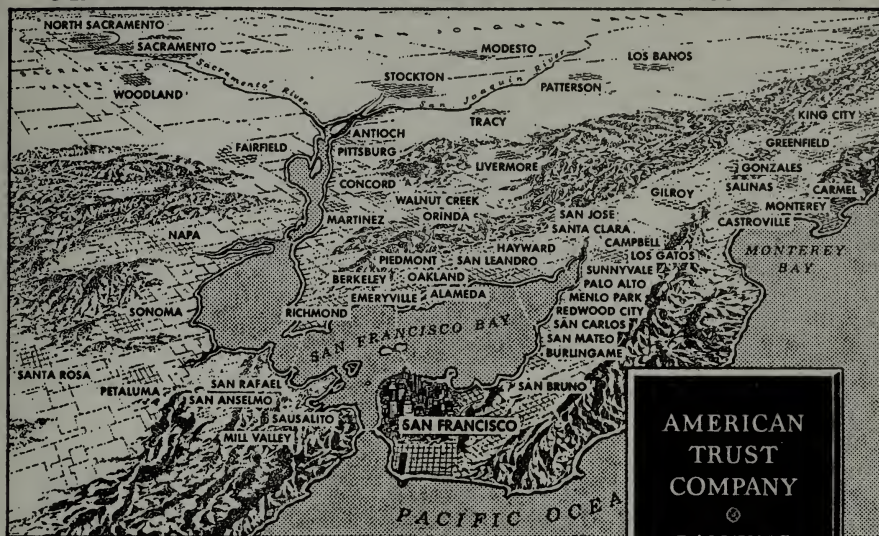 NORTH SACRAMENTO
SACRAMENTO
MODESTO
LOS BANOS
SACRAMENTO
VALLEY
Sacramento River
STOCKTON
San Joaquin River
WOODLAND
PATTERSON
TRACY
KING CITY
ANTIOCH
GREENFIELD
FAIRFIELD
PITTSBURG
LIVERMORE
GONZALES
CONCORD
SALINAS
CARMEL
GILROY
WALNUT CREEK
MONTEREY
MARTINEZ
ORINDA
SAN JOSE
CASTROVILLE
SANTA CLARA
NAPA
HAYWARD
CAMPBELL
MONTEREY
BAY
PIEDMONT
SAN LEANDRO
LOS GATOS
SUNNYVALE
BERKELEY
OAKLAND
PALO ALTO
EMERYVILLE
ALAMEDA
MENLO PARK
SONOMA
RICHMOND
REDWOOD CITY
SAN FRANCISCO BAY
SAN CARLOS
SAN MATEO
BURLINGAME
SANTA ROSA
PETALUMA
SAN RAFAEL
SAN BRUNO
SAN ANSELMO
SAUSALITO
SAN FRANCISCO
MILL VALLEY
PACIFIC OCEA
AMERICAN
TRUST
COMPANY